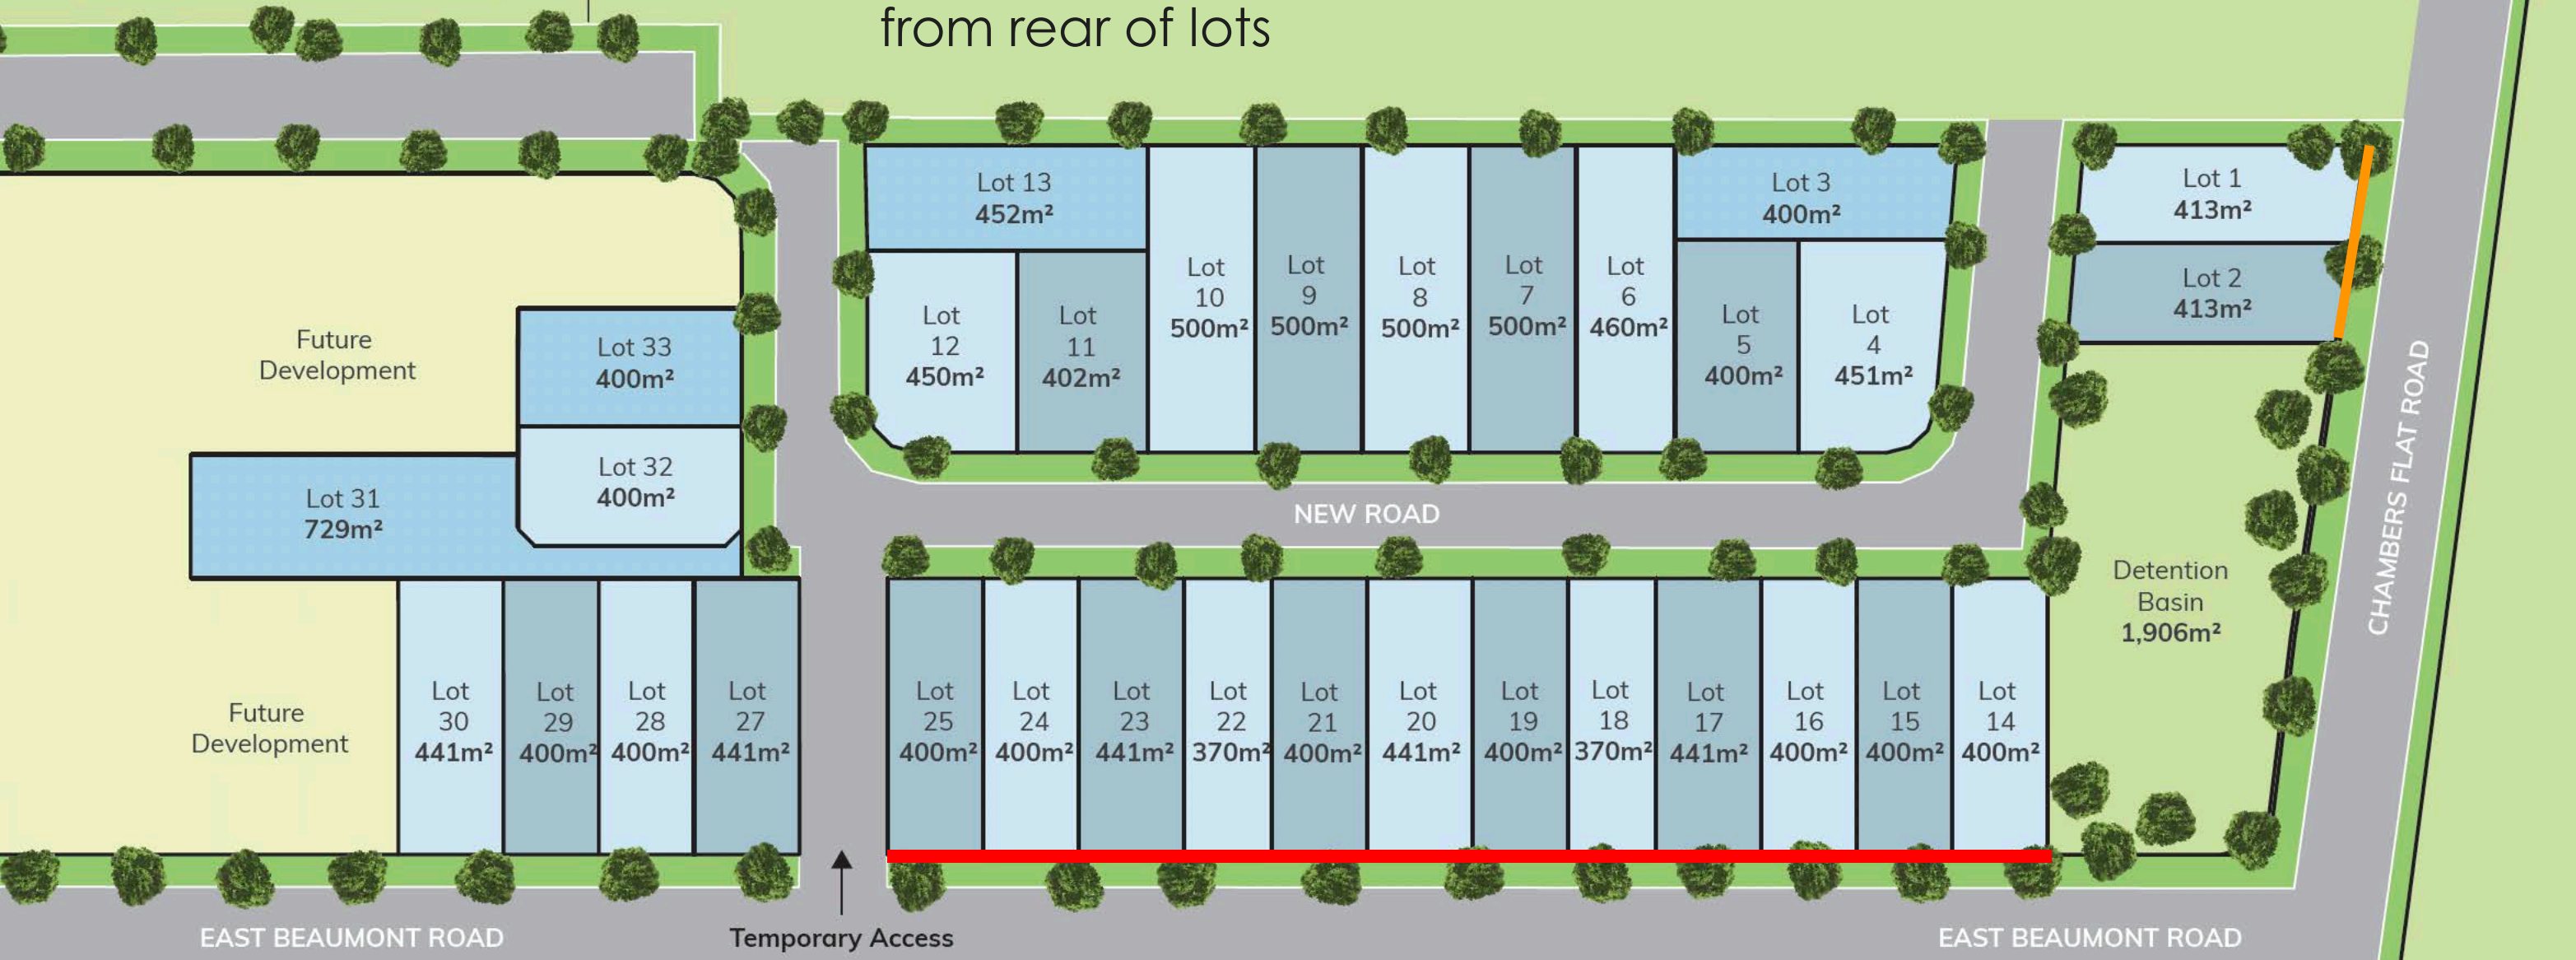 from rear of lots
Lot 13
452m²
Lot
10
500m²
Lot
9
500m²
Lot
8
500m²
Lot
7
500m²
Lot
6
460m²
Lot 3
400m²
Lot 1
413m²
Lot 2
413m²
Lot
12
450m²
Lot
11
402m²
Lot
5
400m²
Lot
4
451m²
Future
Development
Lot 33
400m²
Lot 32
400m²
Lot 31
729m²
NEW ROAD
CHAMBERS FLAT ROAD
Detention
Basin
1,906m²
Future
Development
Lot
30
441m²
Lot
29
400m²
Lot
28
400m²
Lot
27
441m²
Lot
25
400m²
Lot
24
400m²
Lot
23
441m²
Lot
22
370m²
Lot
21
400m²
Lot
20
441m²
Lot
19
400m²
Lot
18
370m²
Lot
17
441m²
Lot
16
400m²
Lot
15
400m²
Lot
14
400m²
EAST BEAUMONT ROAD
Temporary Access
EAST BEAUMONT ROAD